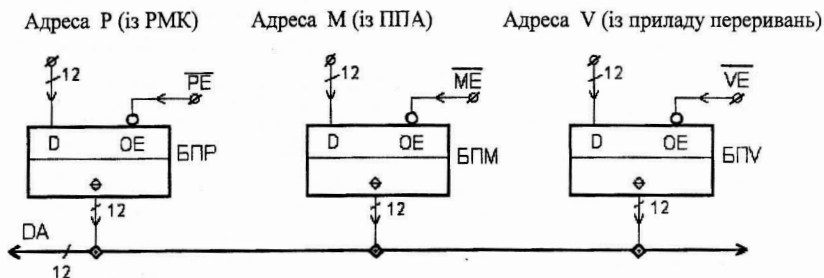 Адреса Р (із РМК) Адреса М (із ППА) Адреса V (із приладу переривань)
12 PE 12 ME 12 VE
D OE БПР D OE БПМ D OE БПV
12 12 12
DA
12